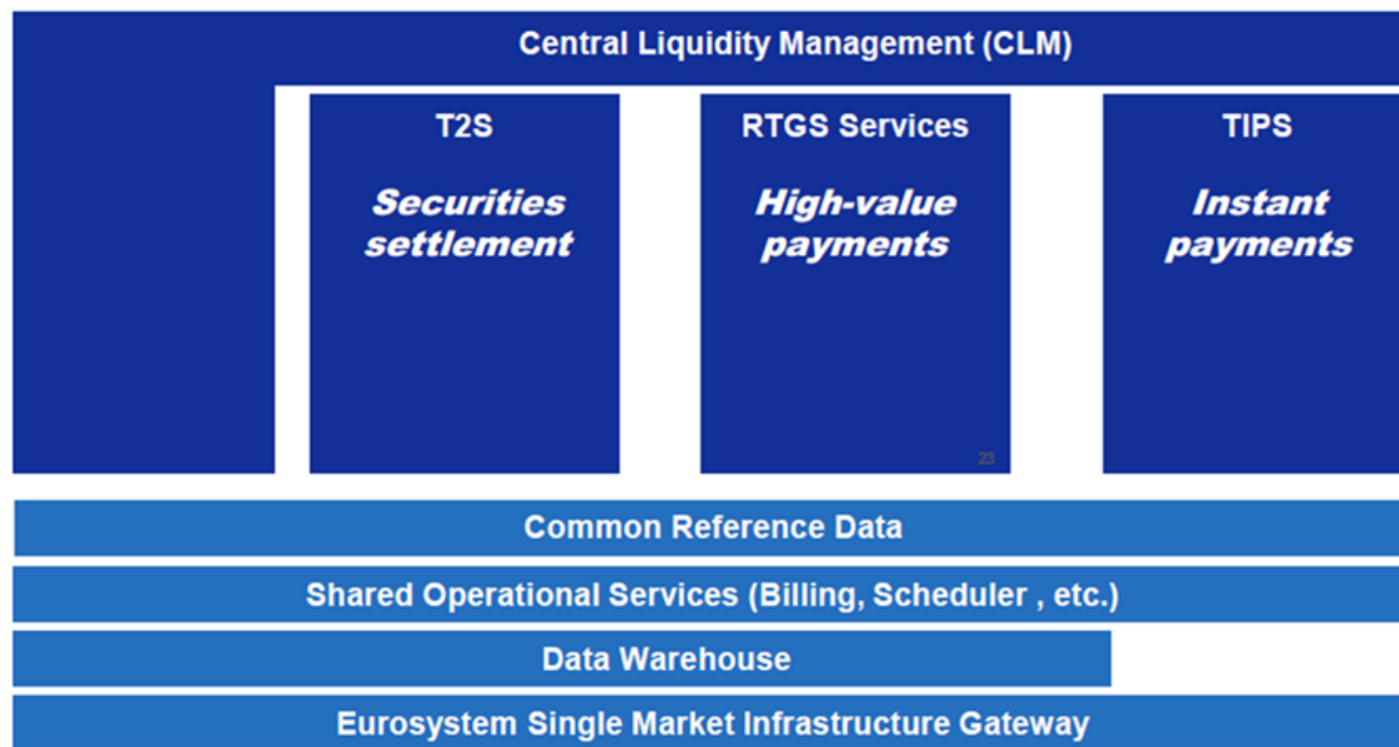 Central Liquidity Management (CLM)
T2S
Securities
settlement
RTGS Services
High-value
payments
23
TIPS
Instant
payments
Common Reference Data
Shared Operational Services (Billing, Scheduler , etc.)
Data Warehouse
Eurosystem Single Market Infrastructure Gateway